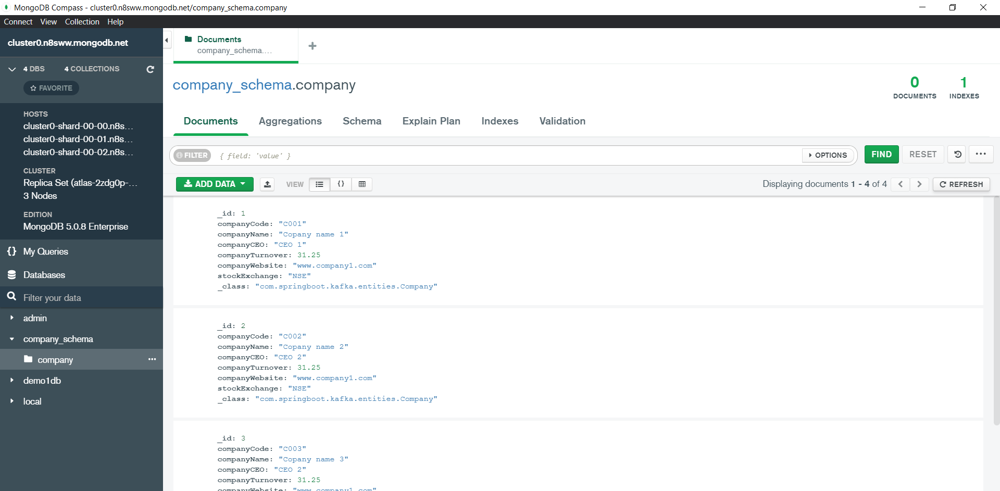 MongoDB Compass - cluster0.n8sww.mongodb.net/company_schema.company
Connect View Collection Help
cluster0.n8sww.mongodb.net
4 DBS 4 COLLECTIONS
FAVORITE
HOSTS
cluster0-shard-00-00.n8s...
cluster0-shard-00-01.n8s...
cluster0-shard-00-02.n8s...
CLUSTER
Replica Set (atlas-2zdg0p-...
3 Nodes
EDITION
MongoDB 5.0.8 Enterprise
{} My Queries
Databases
Filter your data
admin
company_schema
company
demo1db
local
Documents
company_schema....
company_schema.company
0
DOCUMENTS
1
INDEXES
Documents Aggregations Schema Explain Plan Indexes Validation
FILTER { field: 'value' } OPTIONS FIND RESET
ADD DATA VIEW {} Displaying documents 1 - 4 of 4 REFRESH
_id: 1
companyCode: "C001"
companyName: "Copany name 1"
companyCEO: "CEO 1"
companyTurnover: 31.25
companyWebsite: "www.company1.com"
stockExchange: "NSE"
_class: "com.springboot.kafka.entities.Company"
_id: 2
companyCode: "C002"
companyName: "Copany name 2"
companyCEO: "CEO 2"
companyTurnover: 31.25
companyWebsite: "www.company1.com"
stockExchange: "NSE"
_class: "com.springboot.kafka.entities.Company"
_id: 3
companyCode: "C003"
companyName: "Copany name 3"
companyCEO: "CEO 2"
companyTurnover: 31.25
companyWebsite: "www.company1.com"